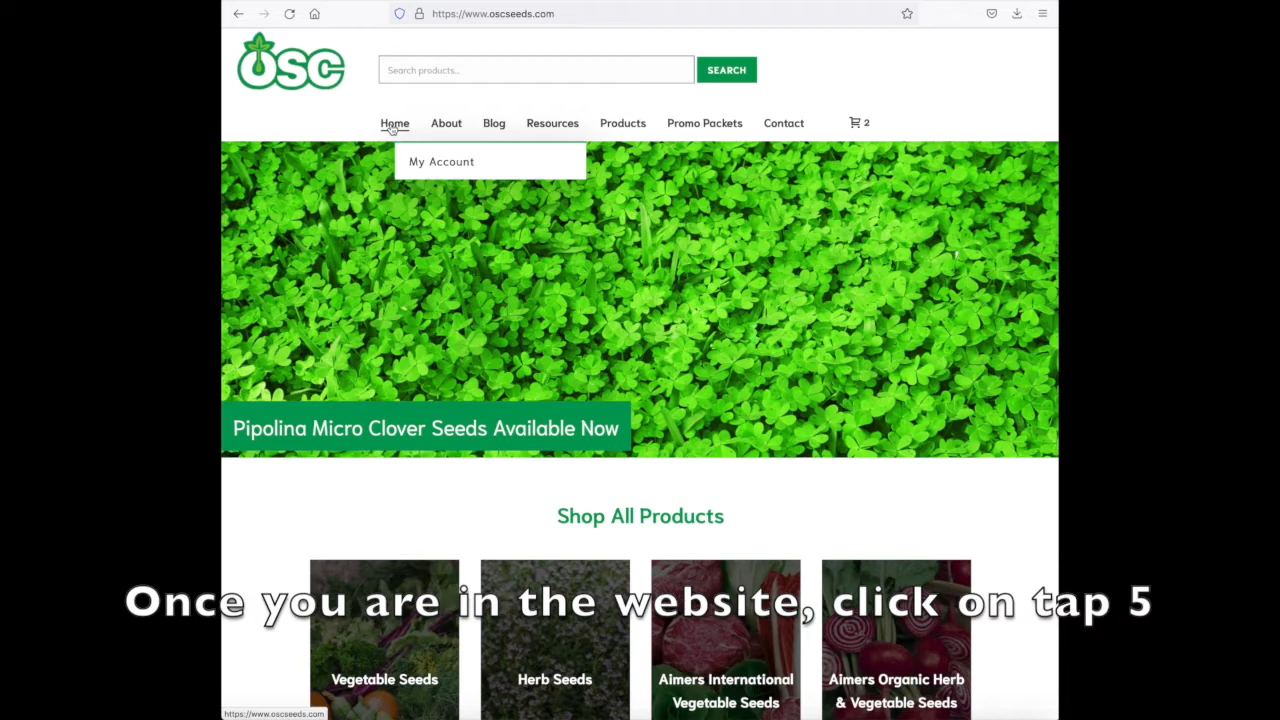 https://www.oscseeds.com
OSC
Search products...
SEARCH
Home About Blog Resources Products Promo Packets Contact 2
My Account
Pipolina Micro Clover Seeds Available Now
Shop All Products
Once you are in the website, click on tap 5
Vegetable Seeds
Herb Seeds
Aimers International
Vegetable Seeds
Aimers Organic Herb
& Vegetable Seeds
https://www.oscseeds.com